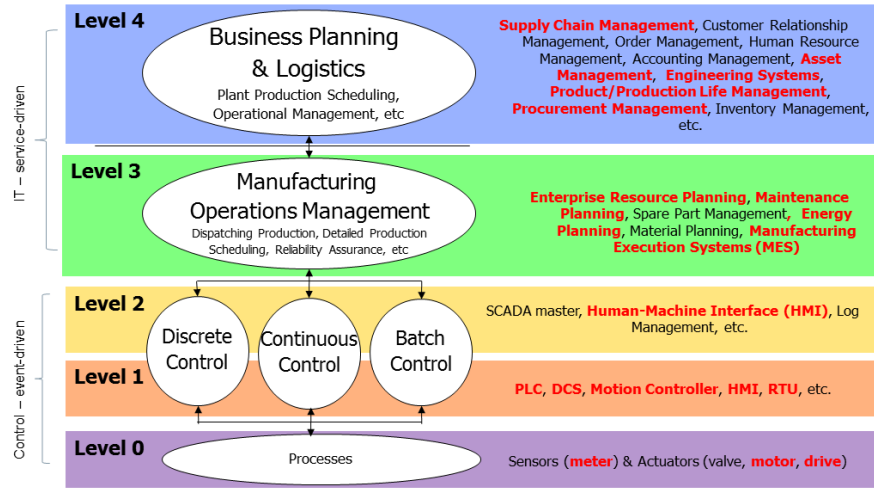 Level 4
Business Planning
& Logistics
Plant Production Scheduling,
Operational Management, etc
Supply Chain Management, Customer Relationship
Management, Order Management, Human Resource
Management, Accounting Management, Asset
Management, Engineering Systems,
Product/Production Life Management,
Procurement Management, Inventory Management,
etc.
IT – service-driven
Level 3
Manufacturing
Operations Management
Dispatching Production, Detailed Production
Scheduling, Reliability Assurance, etc
Enterprise Resource Planning, Maintenance
Planning, Spare Part Management, Energy
Planning, Material Planning, Manufacturing
Execution Systems (MES)
Level 2
Discrete
Control
Continuous
Control
Batch
Control
SCADA master, Human-Machine Interface (HMI), Log
Management, etc.
Control – event-driven
Level 1
PLC, DCS, Motion Controller, HMI, RTU, etc.
Level 0
Processes
Sensors (meter) & Actuators (valve, motor, drive)